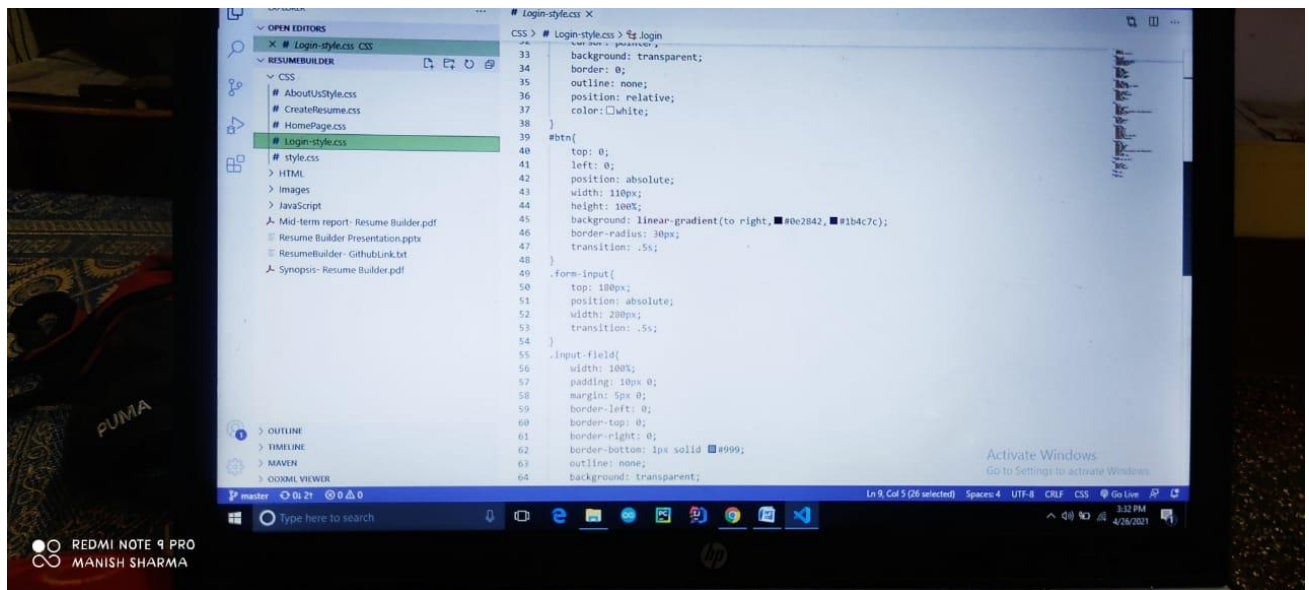 # Login-style.css ×
OPEN EDITORS
× # Login-style.css CSS
RESUMEBUILDER
CSS
# AboutUsStyle.css
# CreateResume.css
# HomePage.css
# Login-style.css
# style.css
> HTML
> Images
> JavaScript
Mid-term report- Resume Builder.pdf
Resume Builder Presentation.pptx
ResumeBuilder- GithubLink.txt
Synopsis- Resume Builder.pdf
> OUTLINE
> TIMELINE
> MAVEN
> OOXML VIEWER
CSS > # Login-style.css > .login
32 cursor: pointer;
33 background: transparent;
34 border: 0;
35 outline: none;
36 position: relative;
37 color: white;
38 }
39 #btn{
40 top: 0;
41 left: 0;
42 position: absolute;
43 width: 110px;
44 height: 100%;
45 background: linear-gradient(to right, #0e2842, #1b4c7c);
46 border-radius: 30px;
47 transition: .5s;
48 }
49 .form-input{
50 top: 180px;
51 position: absolute;
52 width: 280px;
53 transition: .5s;
54 }
55 .input-field{
56 width: 100%;
57 padding: 10px 0;
58 margin: 5px 0;
59 border-left: 0;
60 border-top: 0;
61 border-right: 0;
62 border-bottom: 1px solid #999;
63 outline: none;
64 background: transparent;
Activate Windows
Go to Settings to activate Windows.
master 0↓ 2↑ 0 0 Ln 9, Col 5 (26 selected) Spaces: 4 UTF-8 CRLF CSS Go Live
Type here to search
3:32 PM
4/26/2021
hp
PUMA
REDMI NOTE 9 PRO
MANISH SHARMA